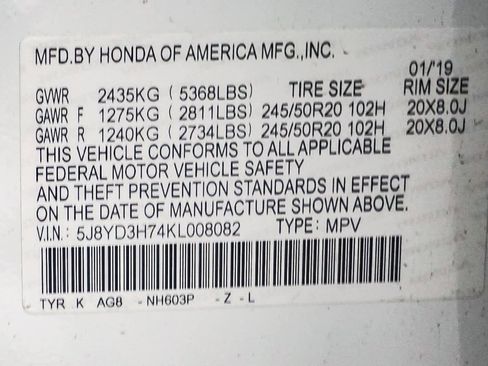 MFD.BY HONDA OF AMERICA MFG.,INC.
01/'19
GVWR 2435KG ( 5368LBS) TIRE SIZE RIM SIZE
GAWR F 1275KG ( 2811LBS) 245/50R20 102H 20X8.0J
GAWR R 1240KG ( 2734LBS) 245/50R20 102H 20X8.0J
THIS VEHICLE CONFORMS TO ALL APPLICABLE
FEDERAL MOTOR VEHICLE SAFETY
AND THEFT PREVENTION STANDARDS IN EFFECT
ON THE DATE OF MANUFACTURE SHOWN ABOVE.
V.I.N: 5J8YD3H74KL008082 TYPE: MPV
TYR K AG8 - NH603P - Z - L